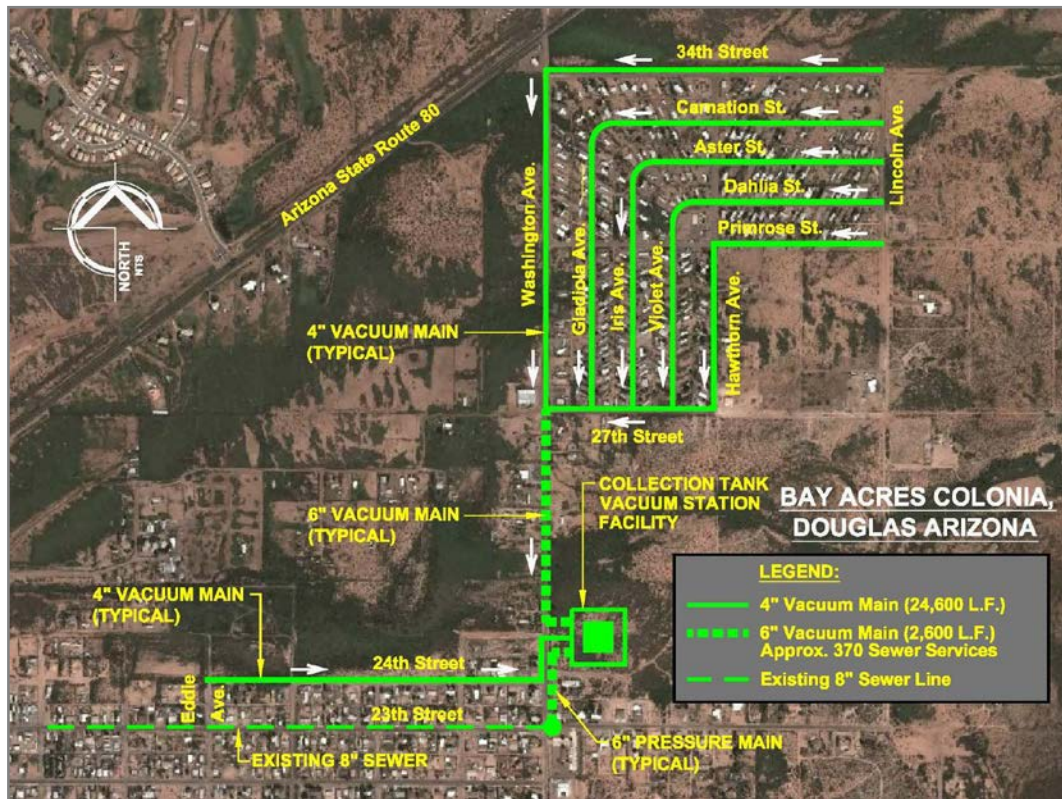 34th Street
Carnation St.
Aster St.
Dahlia St.
Primrose St.
Lincoln Ave.
Arizona State Route 80
Washington Ave.
Gladiola Ave.
Iris Ave.
Violet Ave.
Hawthorn Ave.
NORTH
NTS
4" VACUUM MAIN
(TYPICAL)
27th Street
COLLECTION TANK
VACUUM STATION
FACILITY
6" VACUUM MAIN
(TYPICAL)
BAY ACRES COLONIA,
DOUGLAS ARIZONA
LEGEND:
4" Vacuum Main (24,600 L.F.)
6" Vacuum Main (2,600 L.F.)
Approx. 370 Sewer Services
Existing 8" Sewer Line
4" VACUUM MAIN
(TYPICAL)
24th Street
Eddie
Ave.
23th Street
EXISTING 8" SEWER
6" PRESSURE MAIN
(TYPICAL)